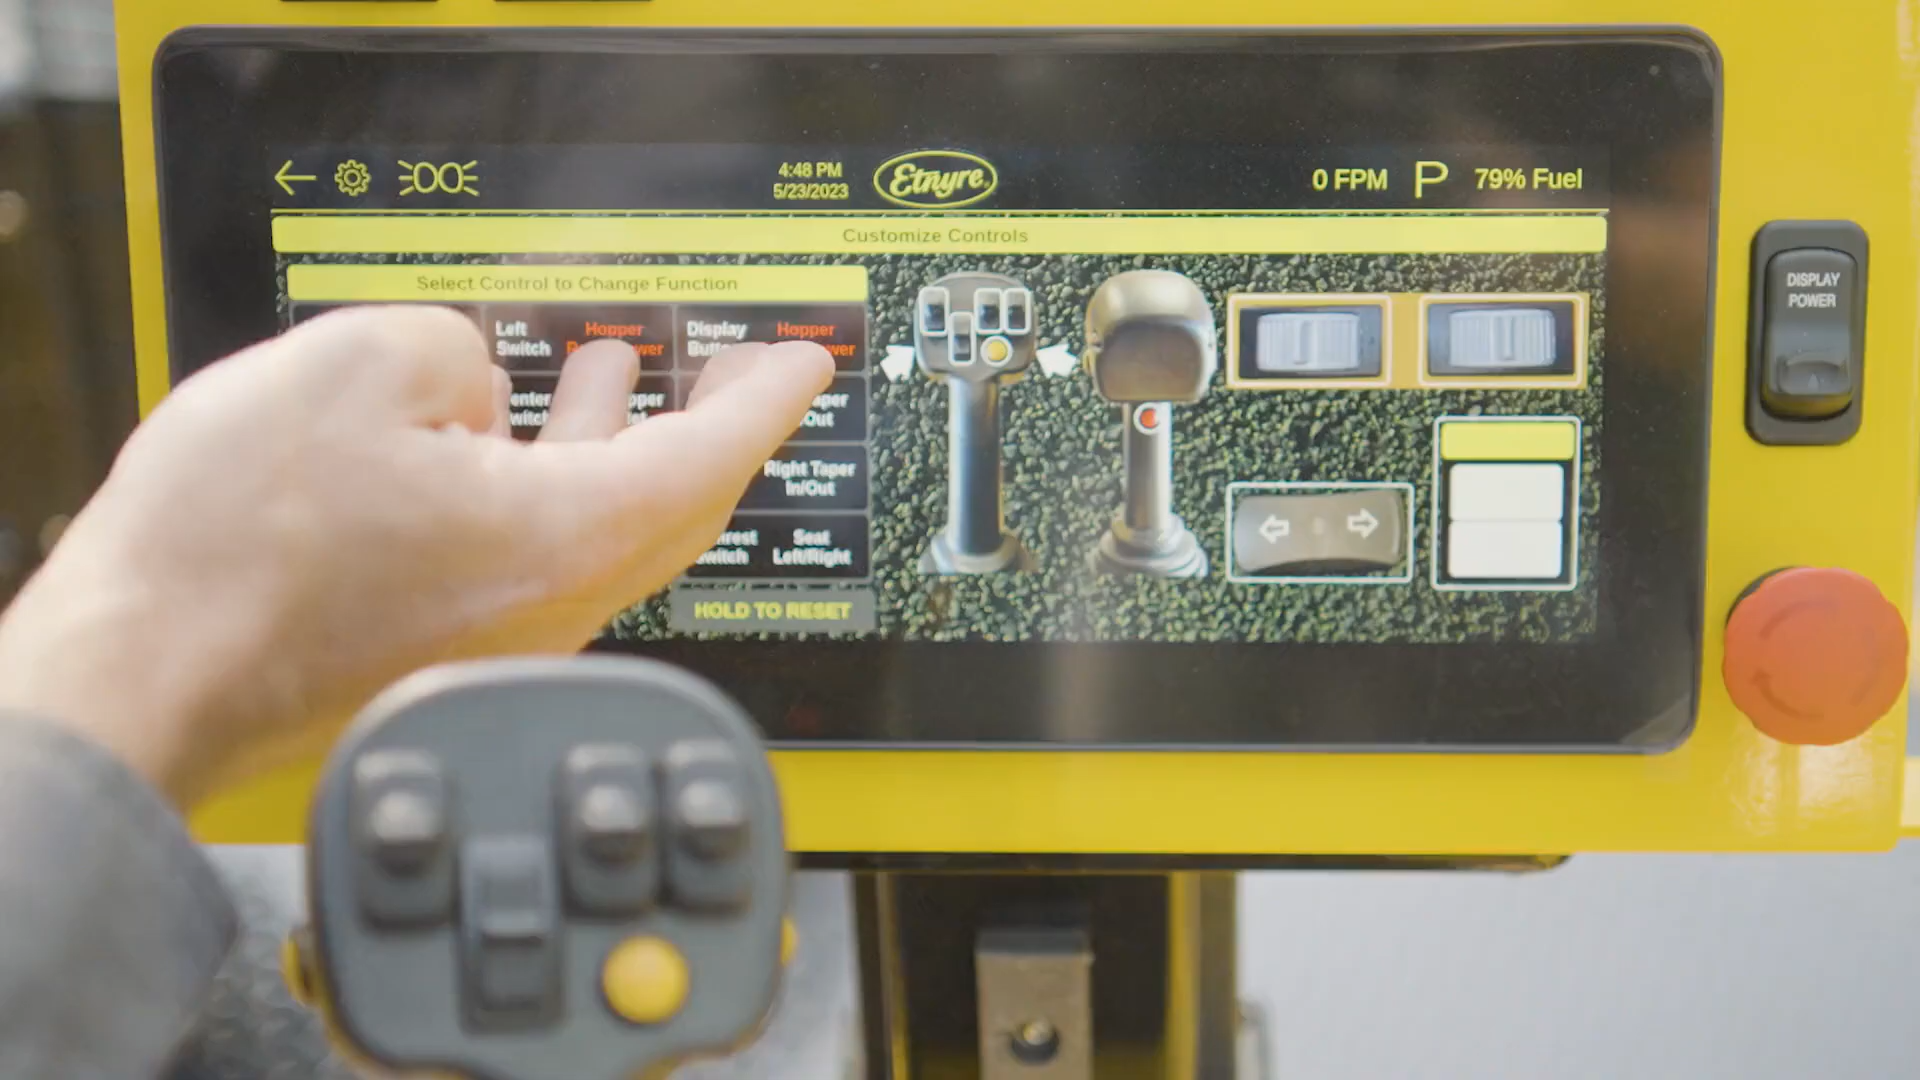 4:48 PM
5/23/2023
Etnyre
0 FPM
P
79% Fuel
Customize Controls
DISPLAY
POWER
Select Control to Change Function
Left
Switch
Hopper
Display
Hopper
Right Taper
In/Out
Seat
Left/Right
HOLD TO RESET